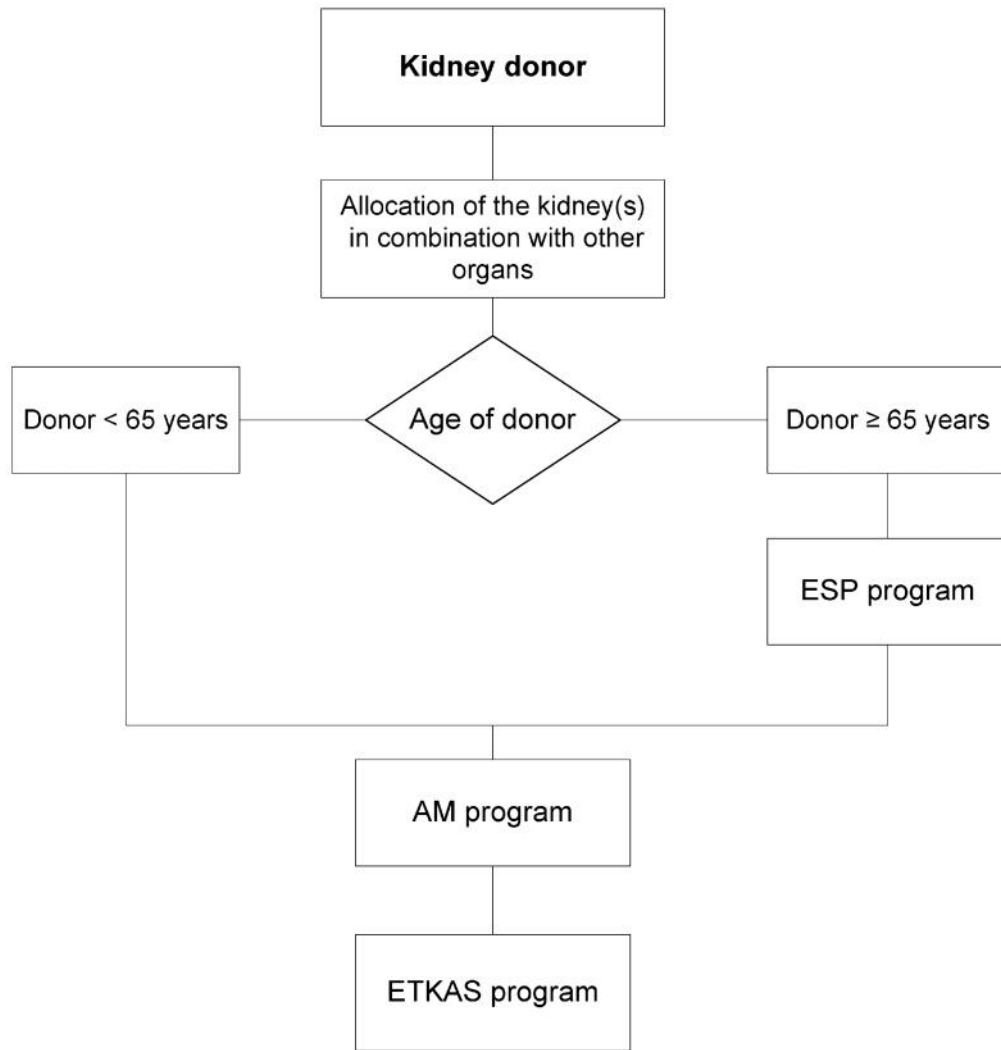 Kidney donor
Allocation of the kidney(s)
in combination with other
organs
Donor < 65 years
Age of donor
Donor ≥ 65 years
ESP program
AM program
ETKAS program